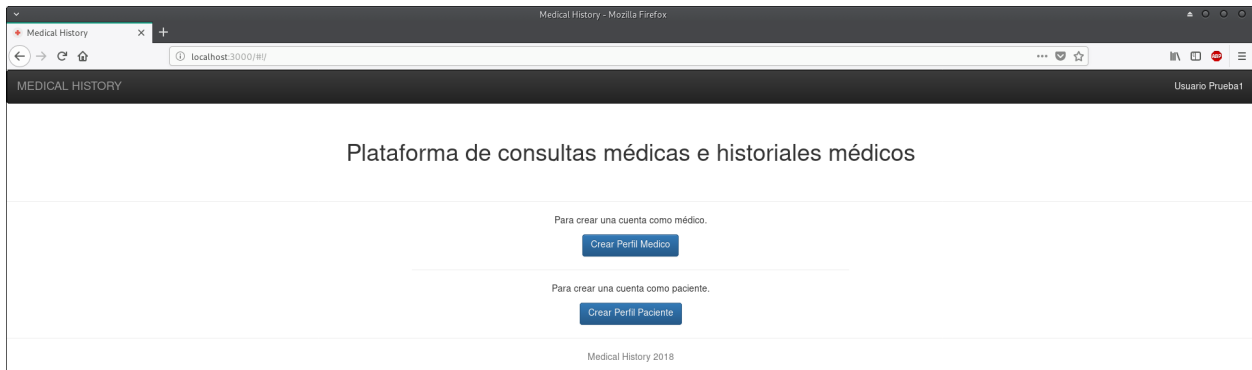 Medical History - Mozilla Firefox
Medical History
localhost:3000/#!/
ABP
MEDICAL HISTORY
Usuario Prueba1
Plataforma de consultas médicas e historiales médicos
Para crear una cuenta como médico.
Crear Perfil Medico
Para crear una cuenta como paciente.
Crear Perfil Paciente
Medical History 2018